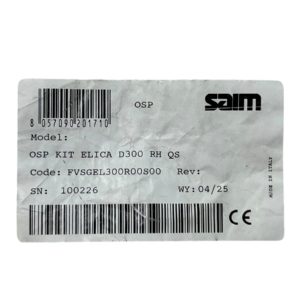 OSP
saim
8 057090 201710
Model:
OSP KIT ELICA D300 RH QS
Code: FVSGEL300R00S00 Rev:
SN: 100226 WY: 04/25
MADE IN ITALY
CE